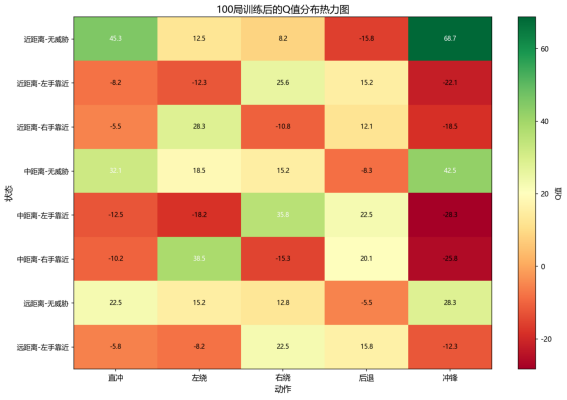 100局训练后的Q值分布热力图
近距离-无威胁 45.3 12.5 8.2 -15.8 68.7
近距离-左手靠近 -8.2 -12.3 25.6 15.2 -22.1
近距离-右手靠近 -5.5 28.3 -10.8 12.1 -18.5
中距离-无威胁 32.1 18.5 15.2 -8.3 42.5
中距离-左手靠近 -12.5 -18.2 35.8 22.5 -28.3
中距离-右手靠近 -10.2 38.5 -15.3 20.1 -25.8
远距离-无威胁 22.5 15.2 12.8 -5.5 28.3
远距离-左手靠近 -5.8 -8.2 22.5 15.8 -12.3
直冲 左绕 右绕 后退 冲锋
动作
状态
60
40
20
0
-20
Q值